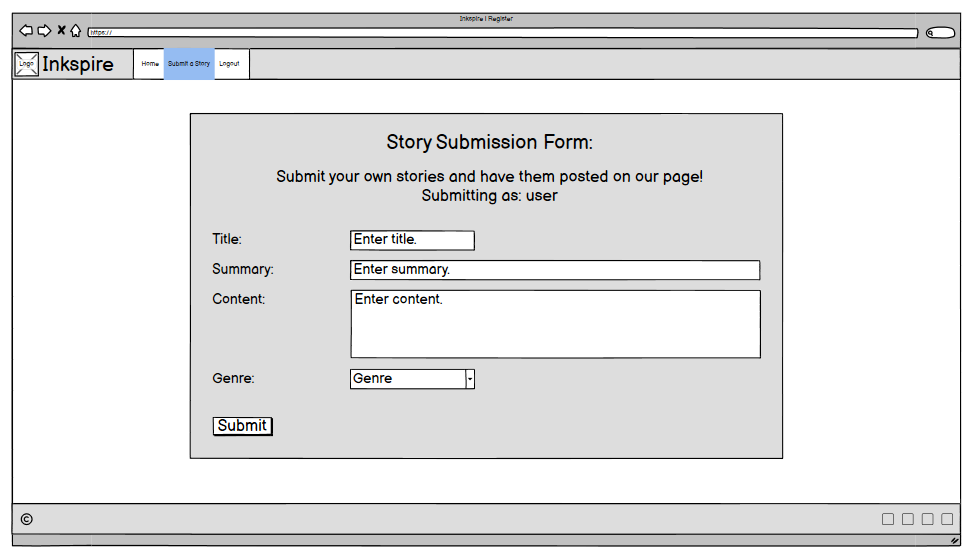 Inkspire | Register
https://
Logo
Inkspire
Home
Submit a Story
Logout
Story Submission Form:
Submit your own stories and have them posted on our page!
Submitting as: user
Title:
Enter title.
Summary:
Enter summary.
Content:
Enter content.
Genre:
Genre
Submit
©